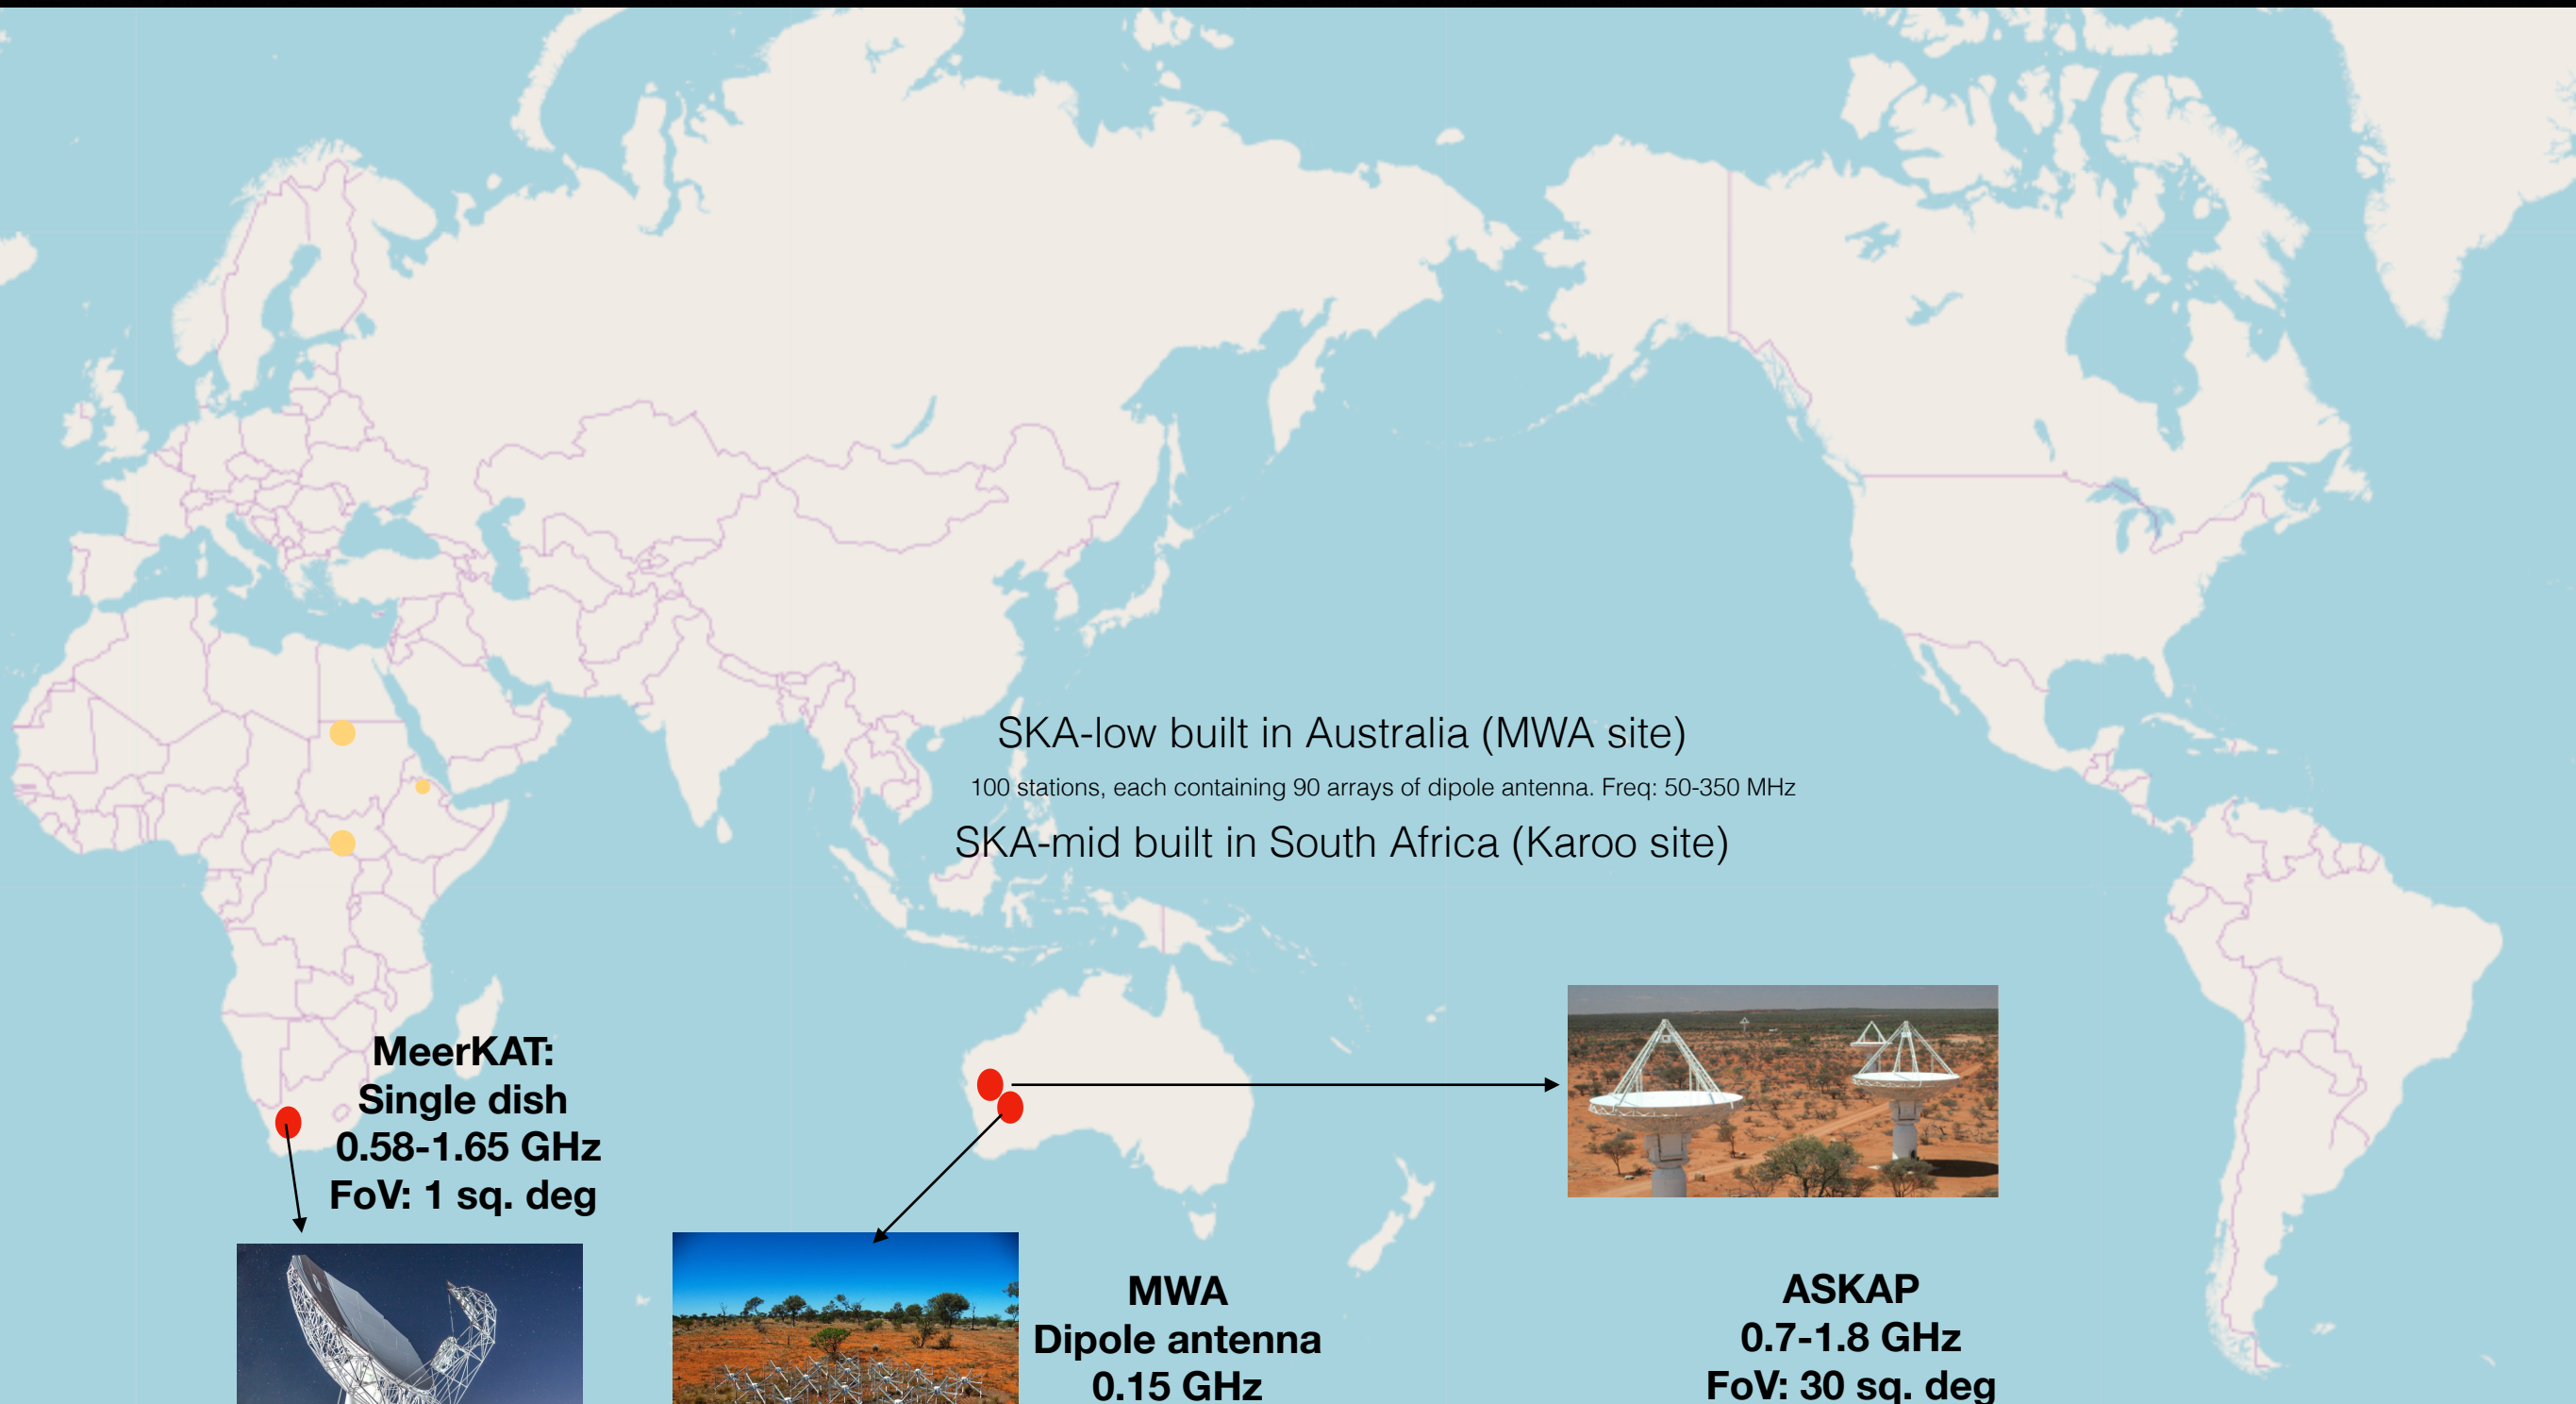 SKA-low built in Australia (MWA site)
100 stations, each containing 90 arrays of dipole antenna. Freq: 50-350 MHz
SKA-mid built in South Africa (Karoo site)
MeerKAT:
Single dish
0.58-1.65 GHz
FoV: 1 sq. deg
MWA
Dipole antenna
0.15 GHz
ASKAP
0.7-1.8 GHz
FoV: 30 sq. deg